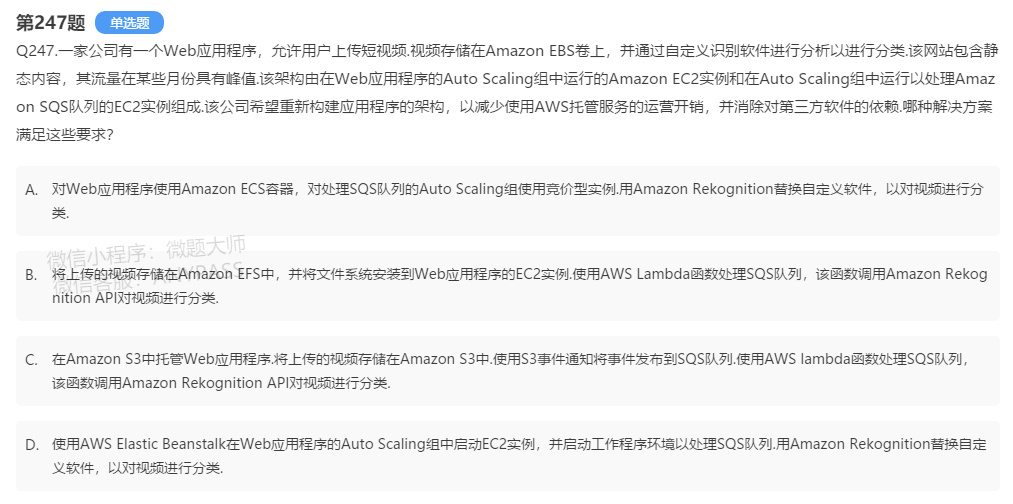 第247题 单选题
Q247.一家公司有一个Web应用程序，允许用户上传短视频.视频存储在Amazon EBS卷上，并通过自定义识别软件进行分析以进行分类.该网站包含静
态内容，其流量在某些月份具有峰值.该架构由在Web应用程序的Auto Scaling组中运行的Amazon EC2实例和在Auto Scaling组中运行以处理Amaz
on SQS队列的EC2实例组成.该公司希望重新构建应用程序的架构，以减少使用AWS托管服务的运营开销，并消除对第三方软件的依赖.哪种解决方案
满足这些要求？
A. 对Web应用程序使用Amazon ECS容器，对处理SQS队列的Auto Scaling组使用竞价型实例.用Amazon Rekognition替换自定义软件，以对视频进行分
类.
微信小程序：微题大师
B. 将上传的视频存储在Amazon EFS中，并将文件系统安装到Web应用程序的EC2实例.使用AWS Lambda函数处理SQS队列，该函数调用Amazon Rekog
微信客服：
nition API对视频进行分类.
C. 在Amazon S3中托管Web应用程序.将上传的视频存储在Amazon S3中.使用S3事件通知将事件发布到SQS队列.使用AWS lambda函数处理SQS队列，
该函数调用Amazon Rekognition API对视频进行分类.
D. 使用AWS Elastic Beanstalk在Web应用程序的Auto Scaling组中启动EC2实例，并启动工作程序环境以处理SQS队列.用Amazon Rekognition替换自定
义软件，以对视频进行分类.